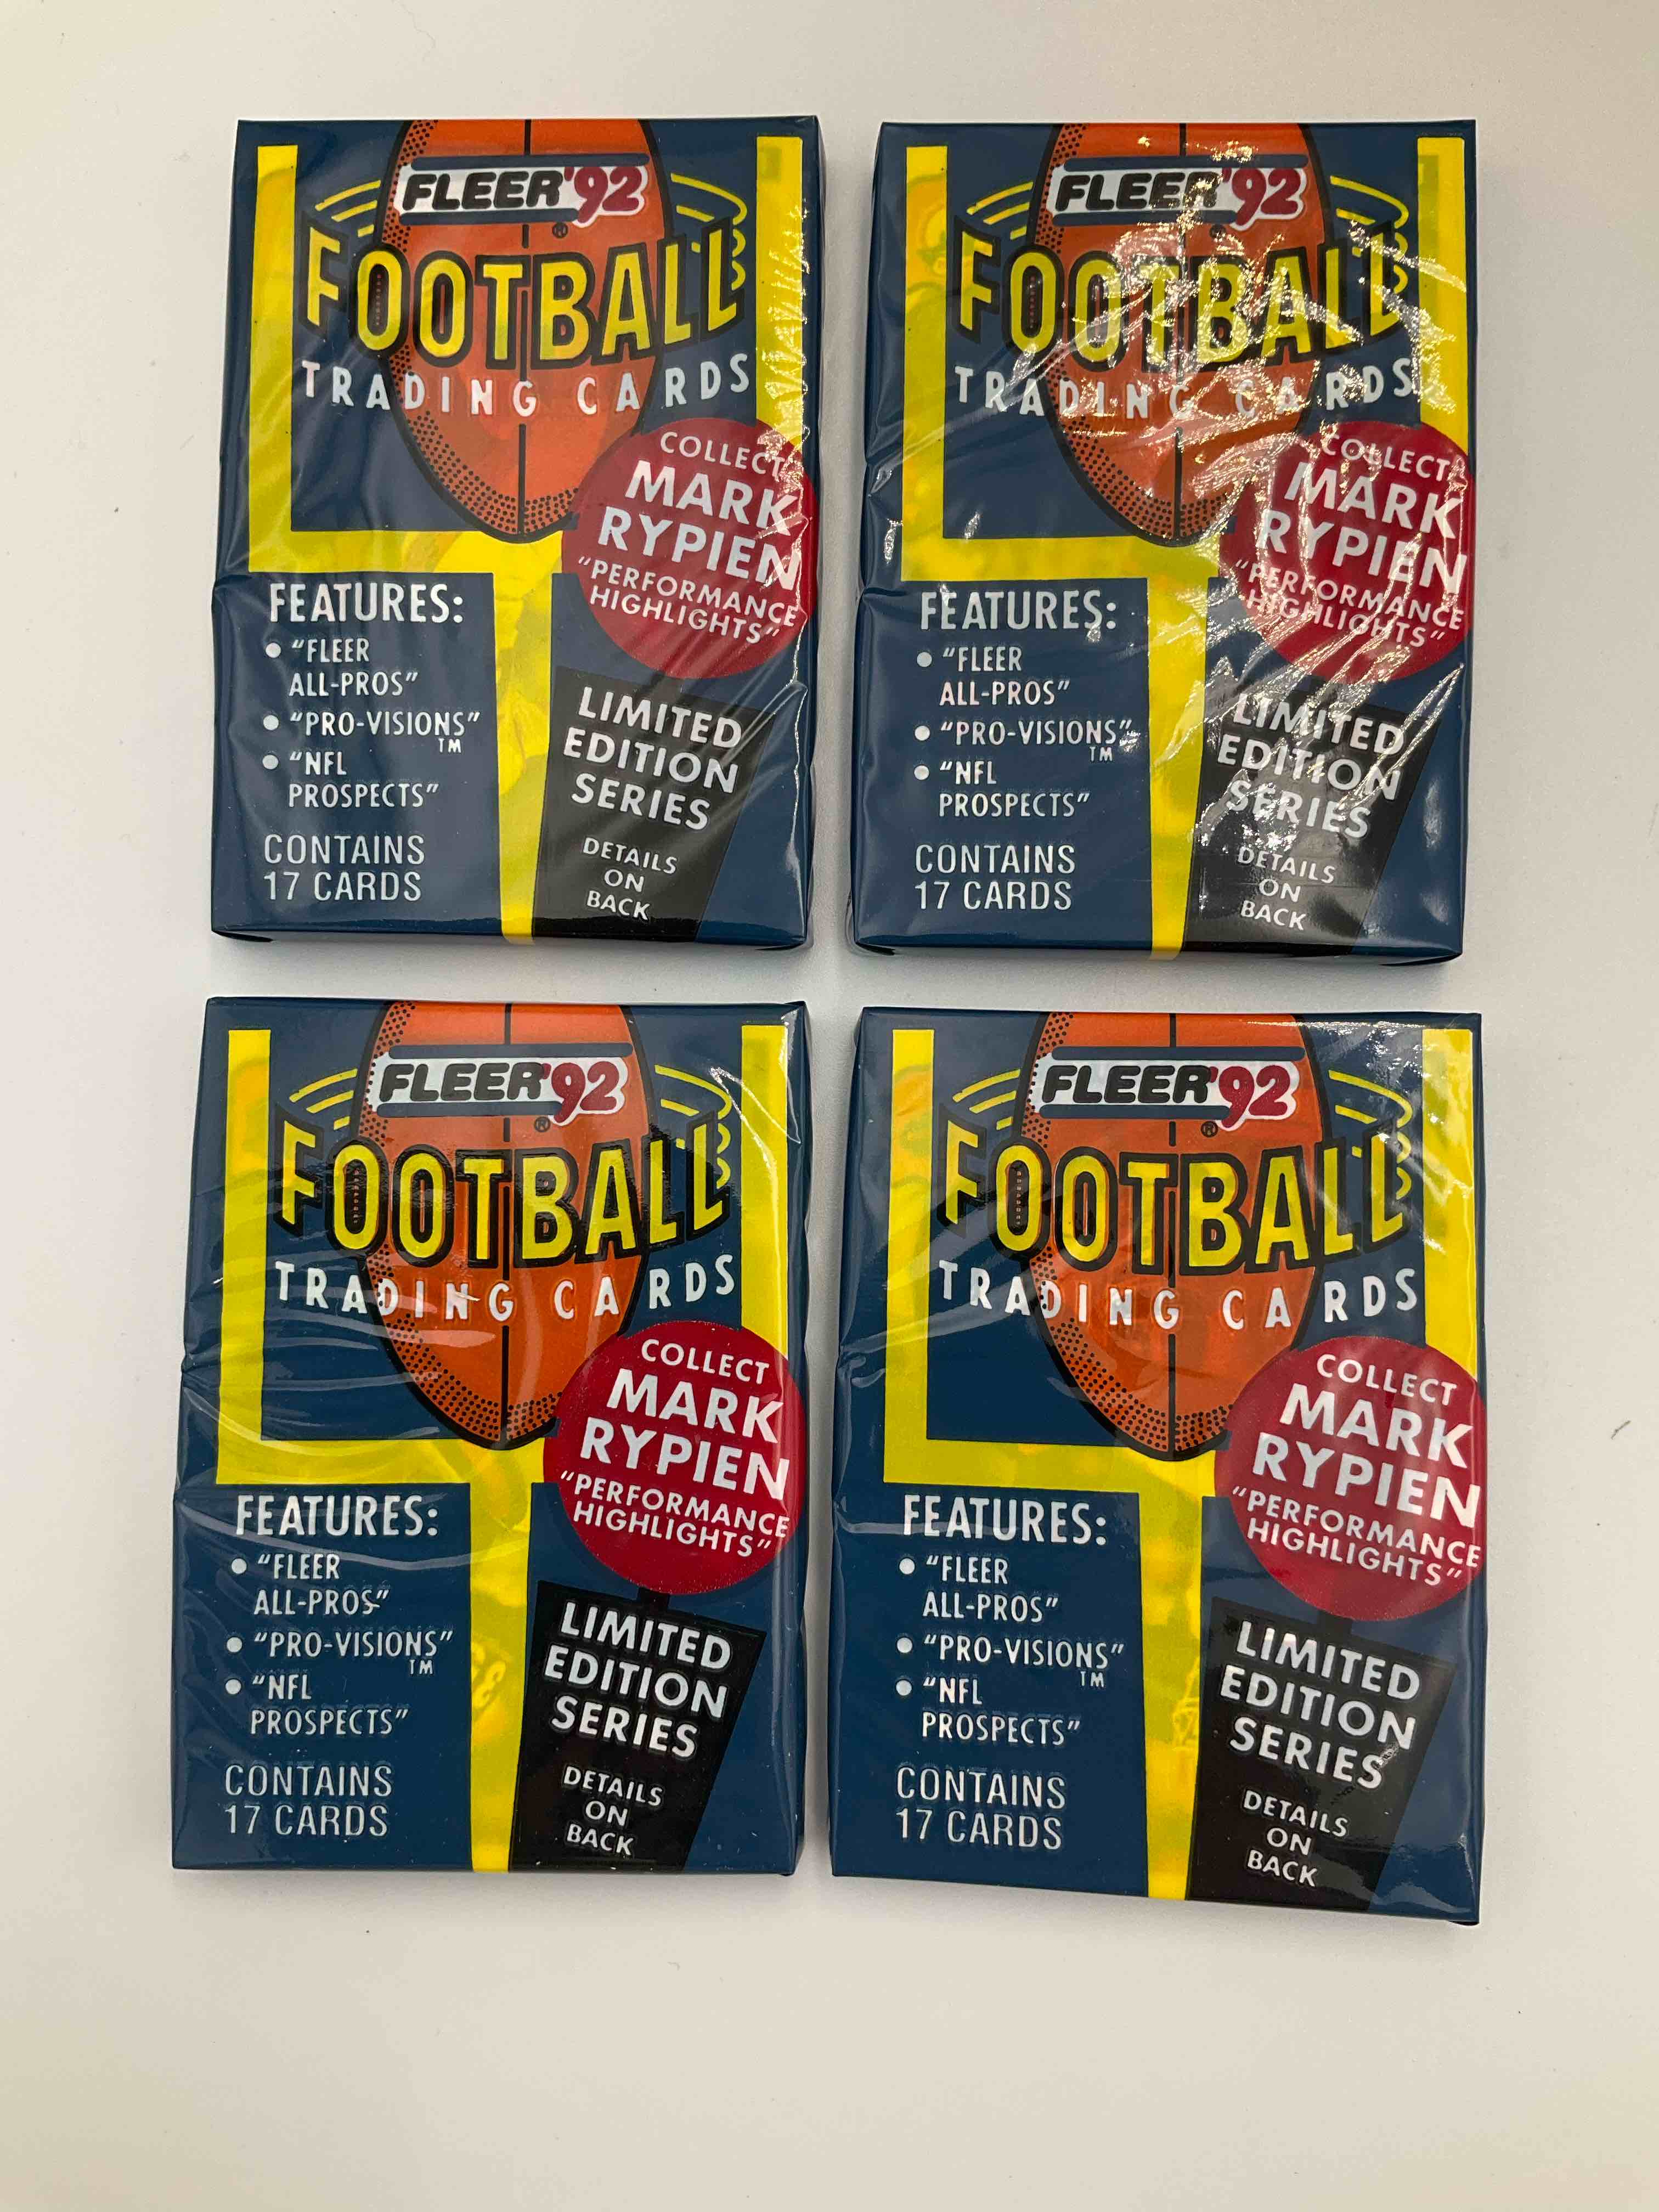 FLEER '92
®
FOOTBALL
TRADING CARDS
COLLECT
MARK
RYPIEN
"PERFORMANCE
HIGHLIGHTS"
FEATURES:
• "FLEER
ALL-PROS"
• "PRO-VISIONS"
TM
• "NFL
PROSPECTS"
CONTAINS
17 CARDS
LIMITED
EDITION
SERIES
DETAILS
ON
BACK
FLEER '92
®
FOOTBALL
TRADING CARDS
COLLECT
MARK
RYPIEN
"PERFORMANCE
HIGHLIGHTS"
FEATURES:
• "FLEER
ALL-PROS"
• "PRO-VISIONS"
TM
• "NFL
PROSPECTS"
CONTAINS
17 CARDS
LIMITED
EDITION
SERIES
DETAILS
ON
BACK
FLEER '92
®
FOOTBALL
TRADING CARDS
COLLECT
MARK
RYPIEN
"PERFORMANCE
HIGHLIGHTS"
FEATURES:
• "FLEER
ALL-PROS"
• "PRO-VISIONS"
TM
• "NFL
PROSPECTS"
CONTAINS
17 CARDS
LIMITED
EDITION
SERIES
DETAILS
ON
BACK
FLEER '92
®
FOOTBALL
TRADING CARDS
COLLECT
MARK
RYPIEN
"PERFORMANCE
HIGHLIGHTS"
FEATURES:
• "FLEER
ALL-PROS"
• "PRO-VISIONS"
TM
• "NFL
PROSPECTS"
CONTAINS
17 CARDS
LIMITED
EDITION
SERIES
DETAILS
ON
BACK